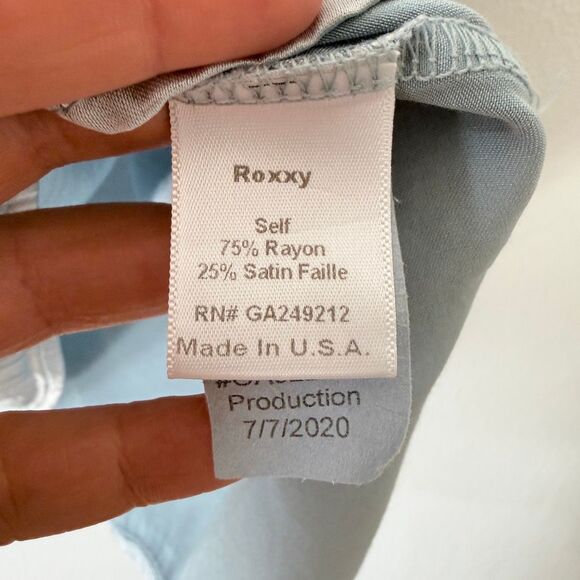 Roxxy
Self
75% Rayon
25% Satin Faille
RN# GA249212
Made In U.S.A.
Production
7/7/2020